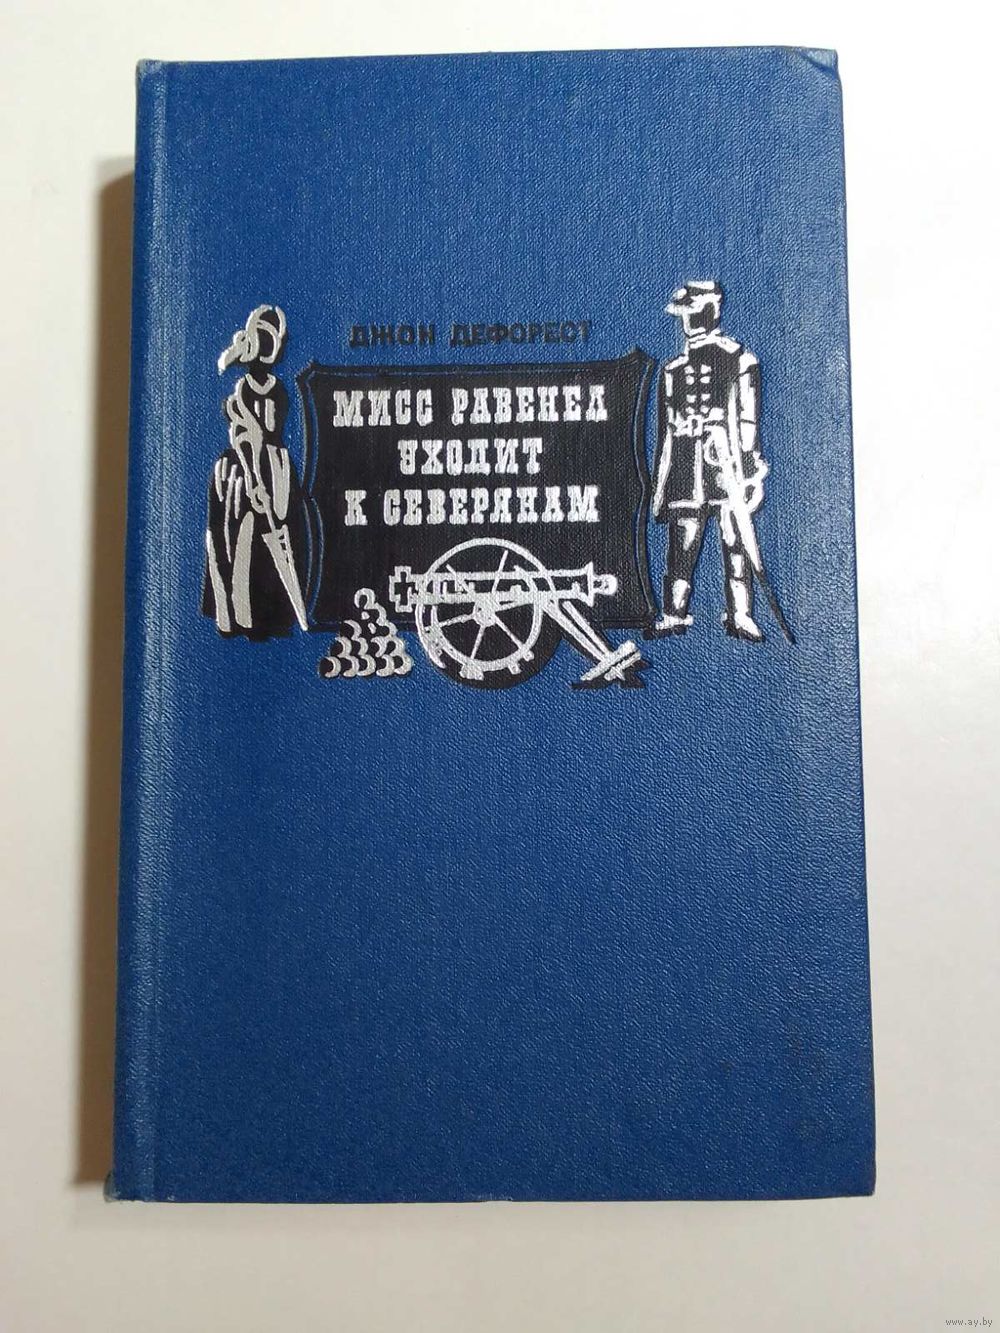 ДЖОН ДЕФОРЕСТ
МИСС РАВЕНЕЛ
УХОДИТ
К СЕВЕРЯНАМ
www.ay.by